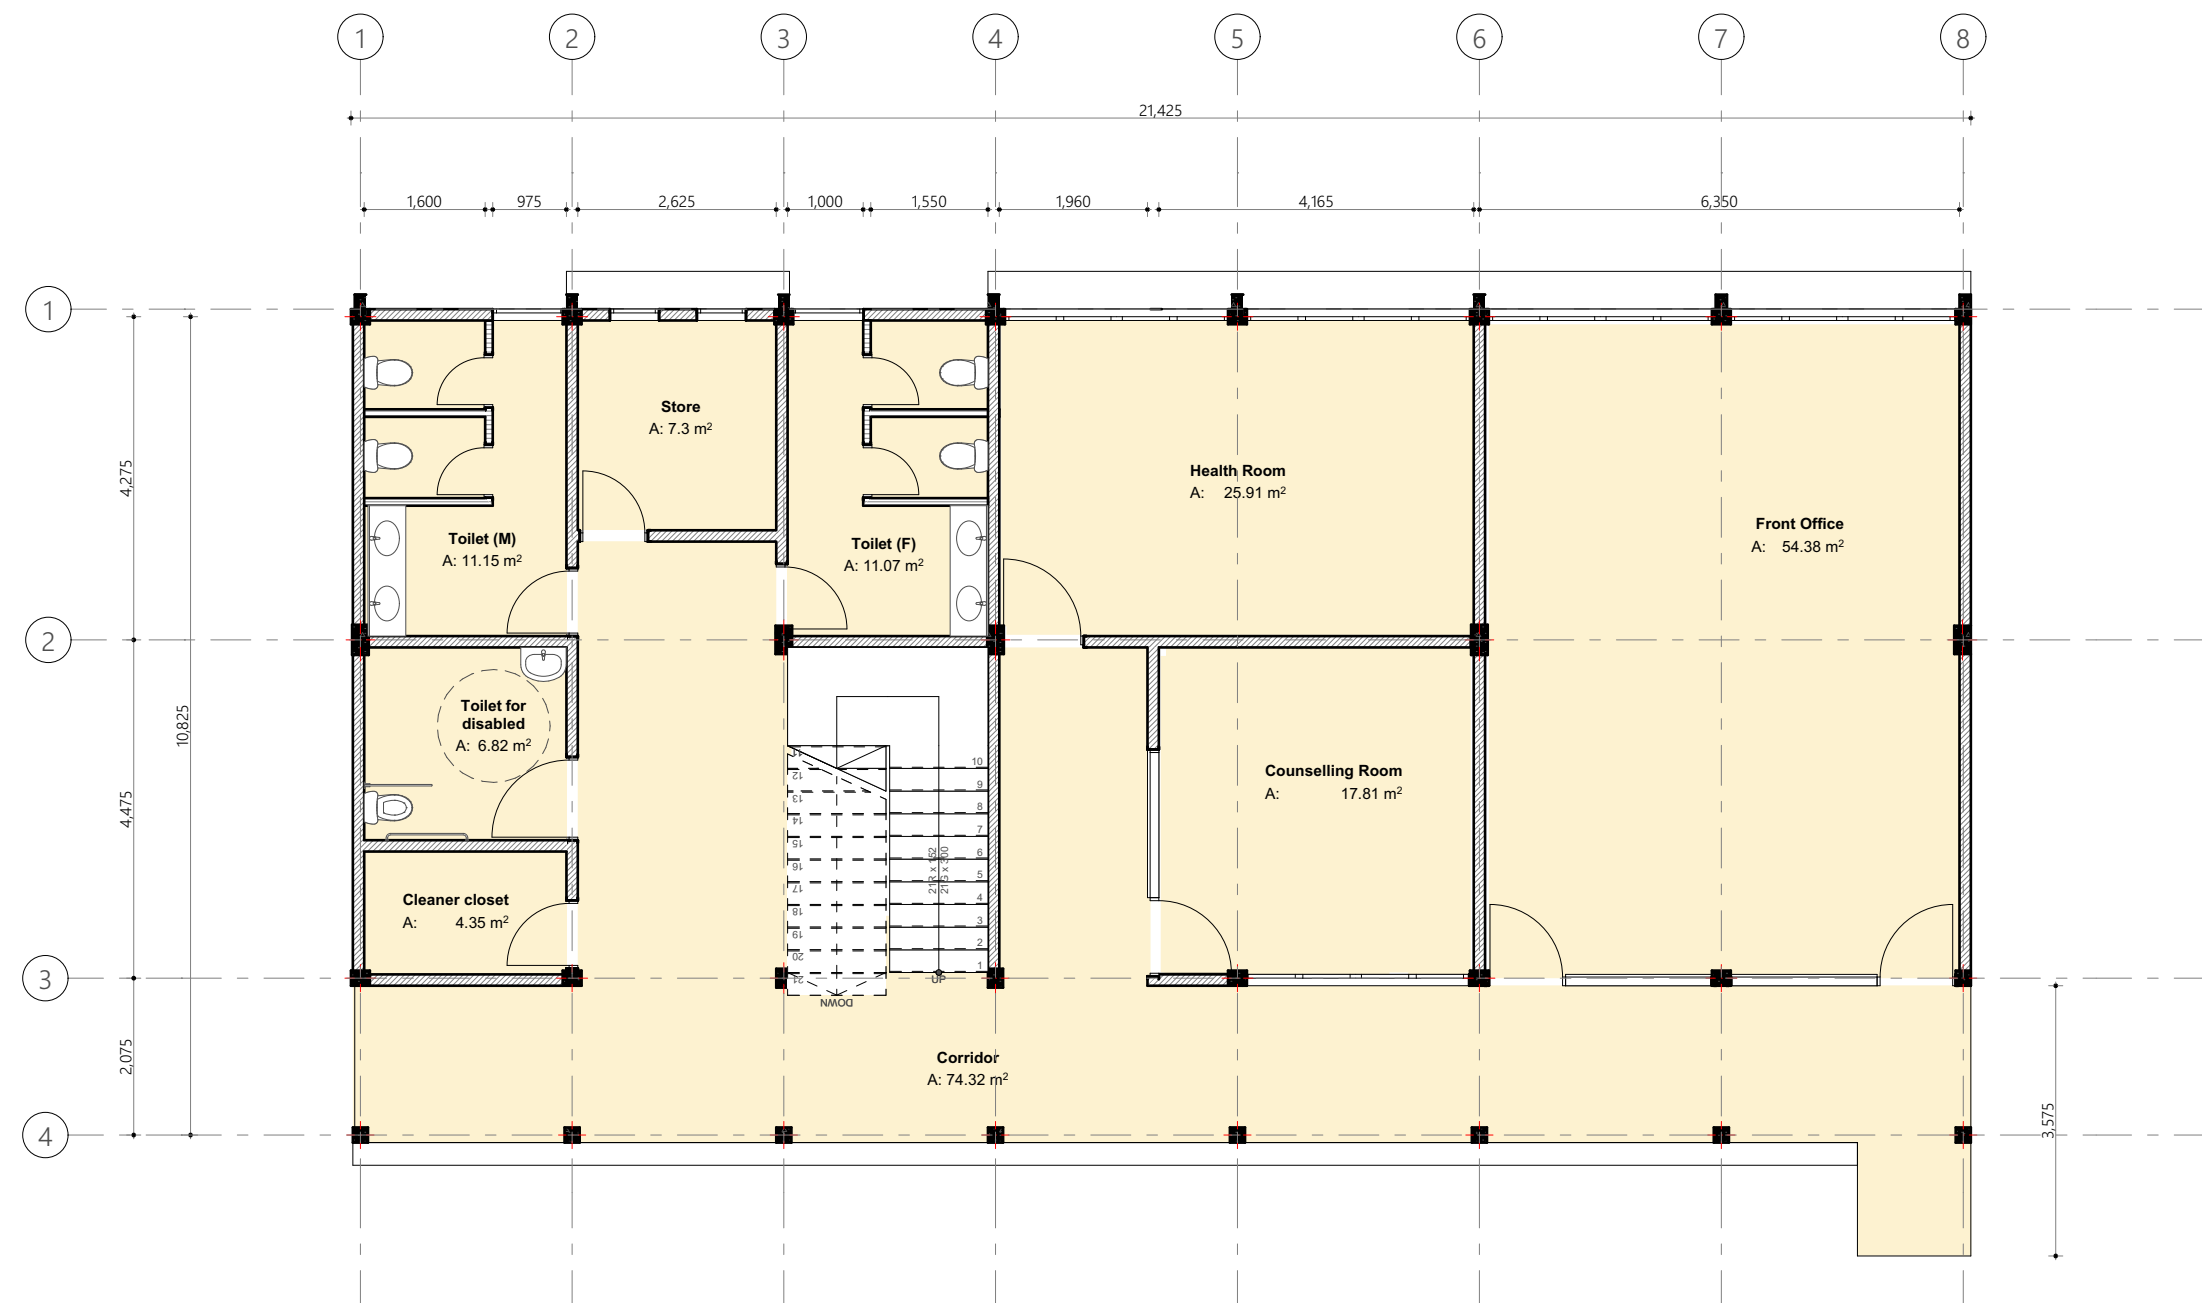 1 2 3 4 5 6 7 8
21,425
1,600 975 2,625 1,000 1,550 1,960 4,165 6,350
1
2
3
4
4,275
10,825
4,475
2,075
3,575
Store
A: 7.3 m²
Health Room
A: 25.91 m²
Front Office
A: 54.38 m²
Toilet (M)
A: 11.15 m²
Toilet (F)
A: 11.07 m²
Toilet for
disabled
A: 6.82 m²
Counselling Room
A: 17.81 m²
Cleaner closet
A: 4.35 m²
11
12
13
14
15
16
17
18
19
20
21
DOWN
10
9
8
7
6
5
4
3
2
1
UP
21R x 152
21G x 300
Corridor
A: 74.32 m²